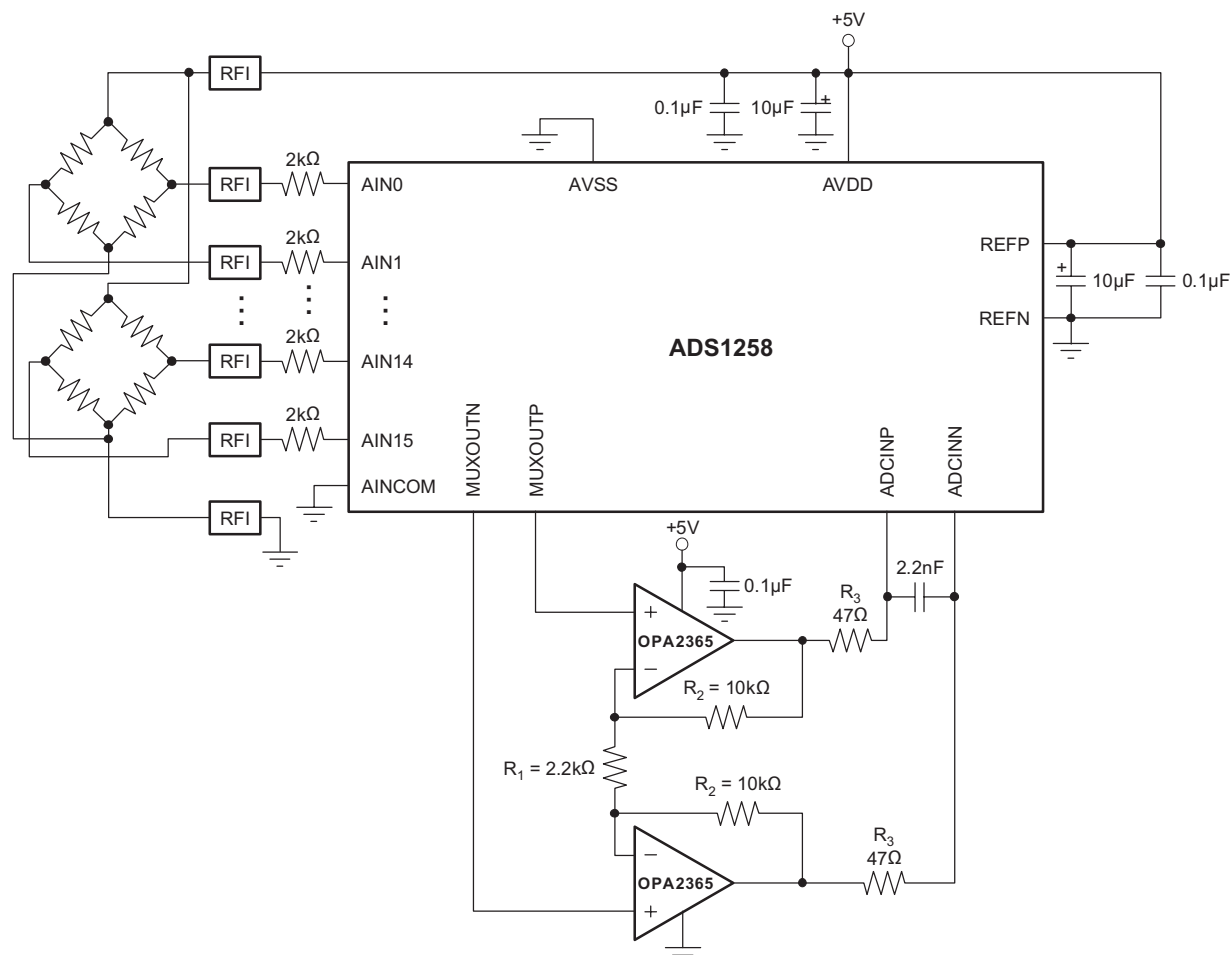 +5V
RFI
0.1µF
10µF
+
2kΩ
RFI
AIN0
AVSS
AVDD
2kΩ
RFI
AIN1
REFP
+
10µF
0.1µF
REFN
ADS1258
2kΩ
RFI
AIN14
2kΩ
RFI
AIN15
MUXOUTN
MUXOUTP
ADCINP
ADCINN
AINCOM
RFI
+5V
0.1µF
2.2nF
R3
47Ω
+
OPA2365
−
R2 = 10kΩ
R1 = 2.2kΩ
R2 = 10kΩ
R3
47Ω
−
OPA2365
+